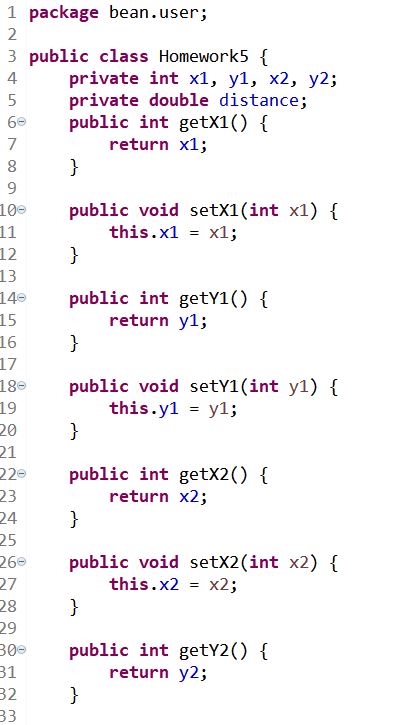 1 package bean.user;
2
3 public class Homework5 {
4     private int x1, y1, x2, y2;
5     private double distance;
6     public int getX1() {
7         return x1;
8     }
9
10     public void setX1(int x1) {
11         this.x1 = x1;
12     }
13
14     public int getY1() {
15         return y1;
16     }
17
18     public void setY1(int y1) {
19         this.y1 = y1;
20     }
21
22     public int getX2() {
23         return x2;
24     }
25
26     public void setX2(int x2) {
27         this.x2 = x2;
28     }
29
30     public int getY2() {
31         return y2;
32     }
33